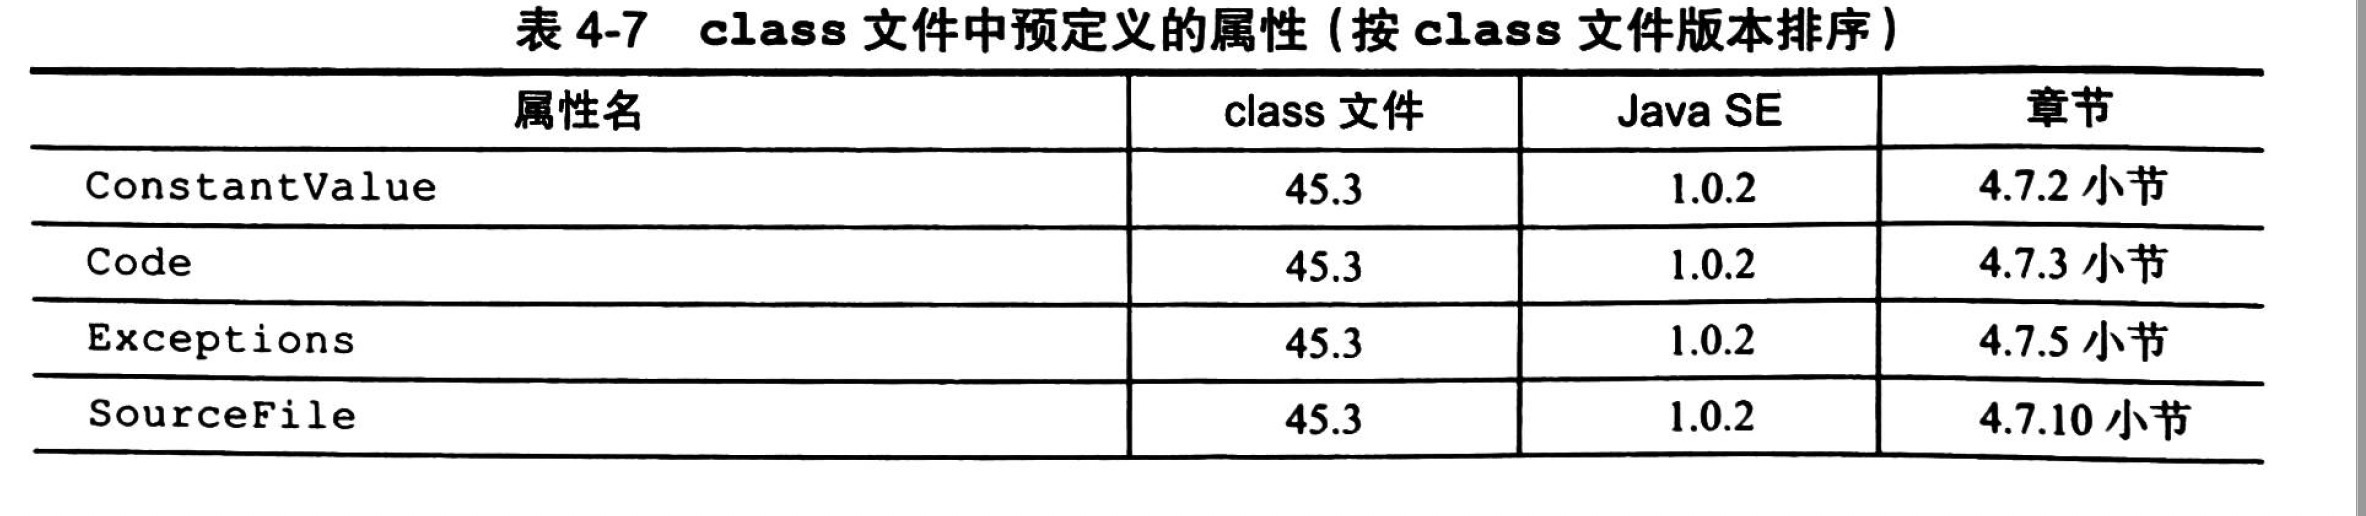 表 4-7 class 文件中预定义的属性（按 class 文件版本排序）
属性名 class 文件 Java SE 章节
ConstantValue 45.3 1.0.2 4.7.2 小节
Code 45.3 1.0.2 4.7.3 小节
Exceptions 45.3 1.0.2 4.7.5 小节
SourceFile 45.3 1.0.2 4.7.10 小节